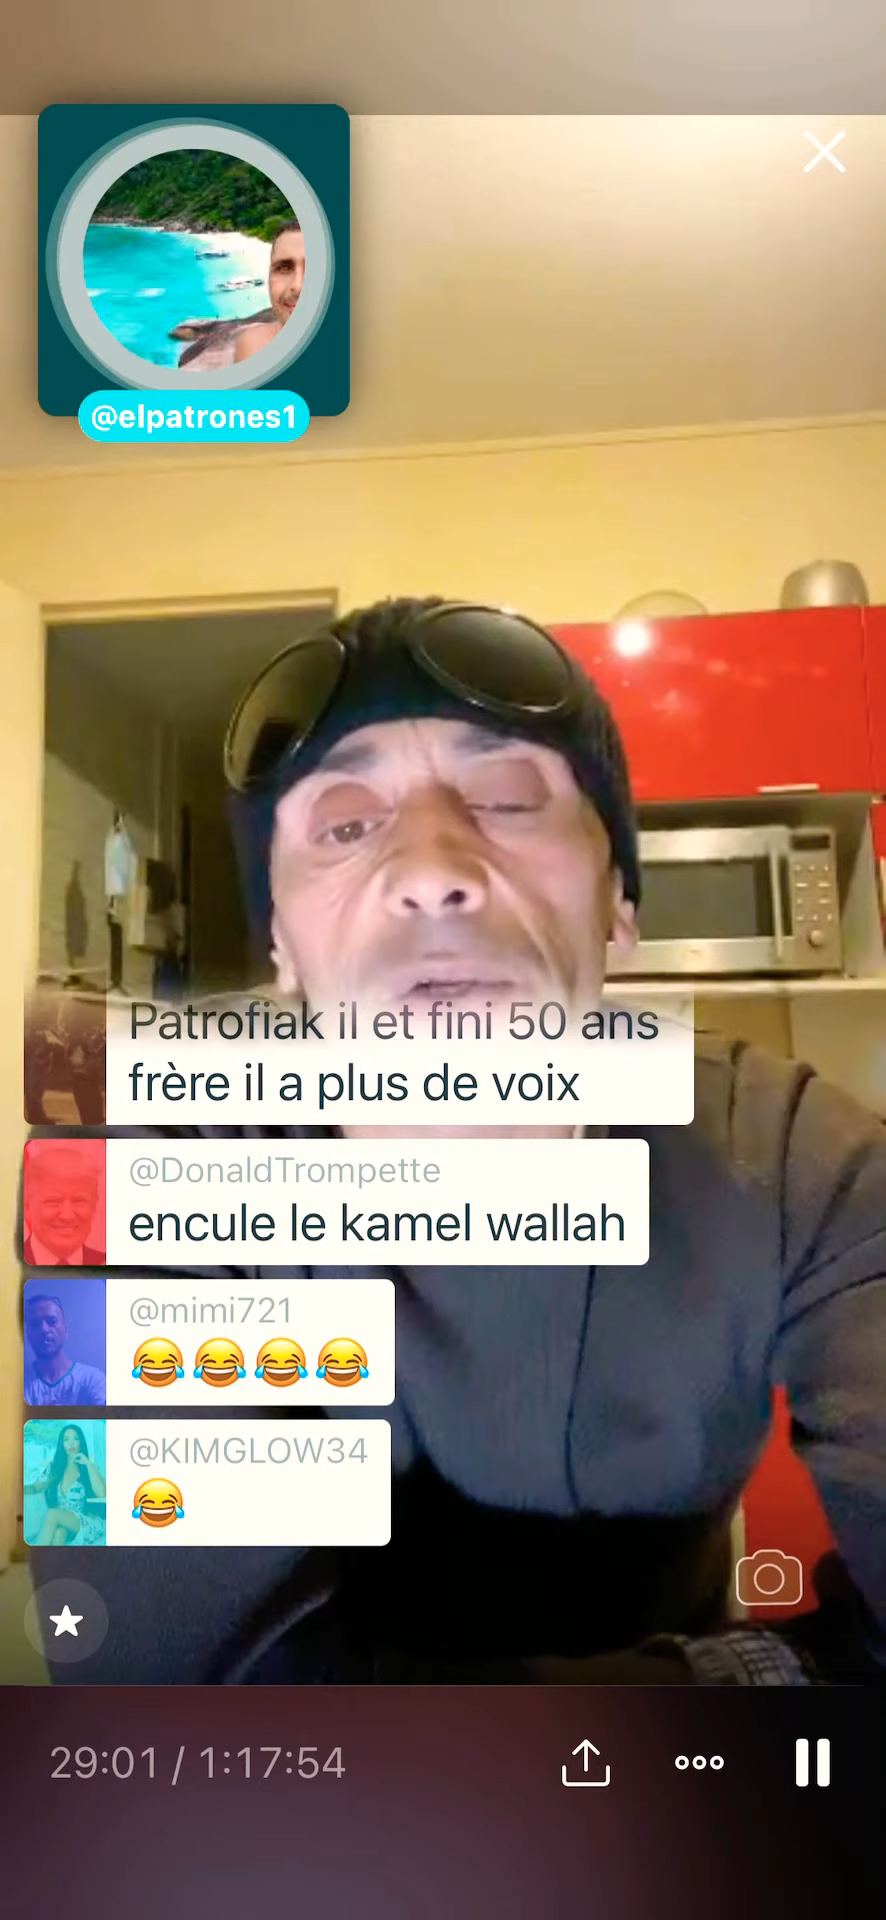 @elpatrones1
Patrofiak il et fini 50 ans
frère il a plus de voix
@DonaldTrompette
encule le kamel wallah
@mimi721
😂😂😂😂
@KIMGLOW34
😂
29:01 / 1:17:54